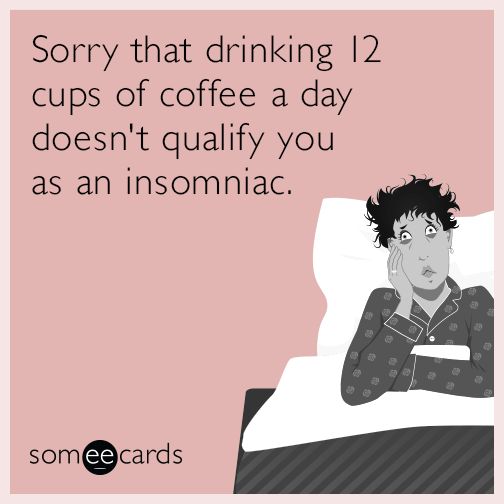 Sorry that drinking 12
cups of coffee a day
doesn't qualify you
as an insomniac.
someecards